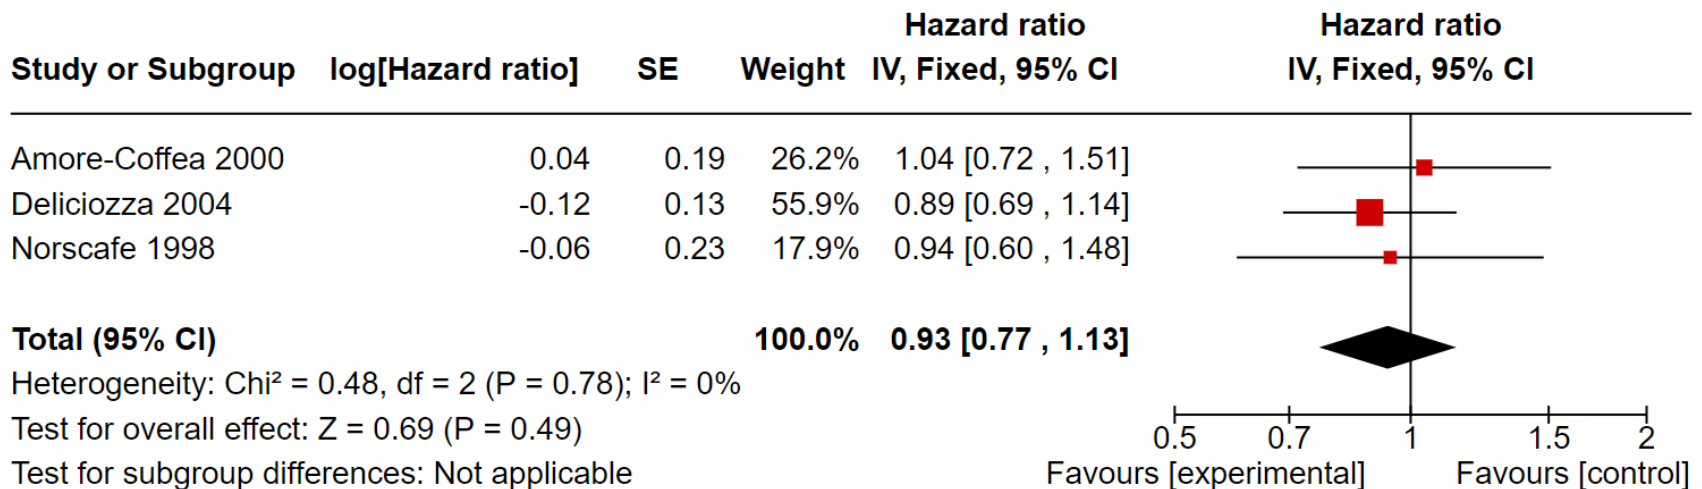 Hazard ratio Hazard ratio
Study or Subgroup log[Hazard ratio] SE Weight IV, Fixed, 95% CI IV, Fixed, 95% CI
Amore-Coffea 2000 0.04 0.19 26.2% 1.04 [0.72 , 1.51]
Deliciozza 2004 -0.12 0.13 55.9% 0.89 [0.69 , 1.14]
Norscafe 1998 -0.06 0.23 17.9% 0.94 [0.60 , 1.48]
Total (95% CI) 100.0% 0.93 [0.77 , 1.13]
Heterogeneity: Chi² = 0.48, df = 2 (P = 0.78); I² = 0%
Test for overall effect: Z = 0.69 (P = 0.49)
Test for subgroup differences: Not applicable
0.5 0.7 1 1.5 2
Favours [experimental] Favours [control]